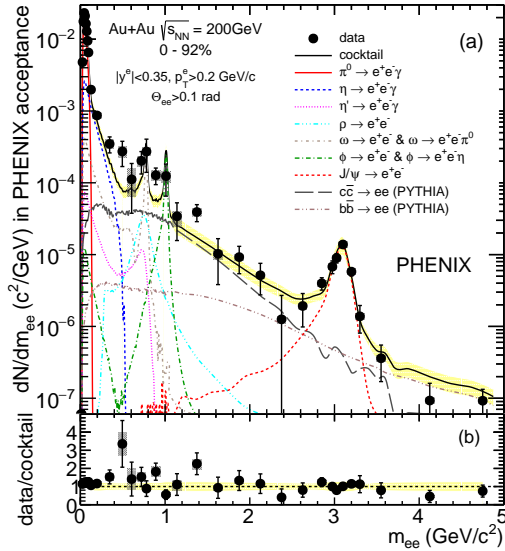 Au+Au √s_NN = 200GeV
0 - 92%
(a)
|y^e| <0.35, p_T^e>0.2 GeV/c
Θ_ee>0.1 rad
data
cocktail
π⁰ → e⁺e⁻γ
η → e⁺e⁻γ
η' → e⁺e⁻γ
ρ → e⁺e⁻
ω → e⁺e⁻ & ω → e⁺e⁻π⁰
φ → e⁺e⁻ & φ → e⁺e⁻η
J/ψ → e⁺e⁻
cc̄ → ee (PYTHIA)
bb̄ → ee (PYTHIA)
PHENIX
dN/dm_ee (c²/GeV) in PHENIX acceptance
10⁻²
10⁻³
10⁻⁴
10⁻⁵
10⁻⁶
10⁻⁷
(b)
data/cocktail
4
3
2
1
0
0 1 2 3 4 5
m_ee (GeV/c²)